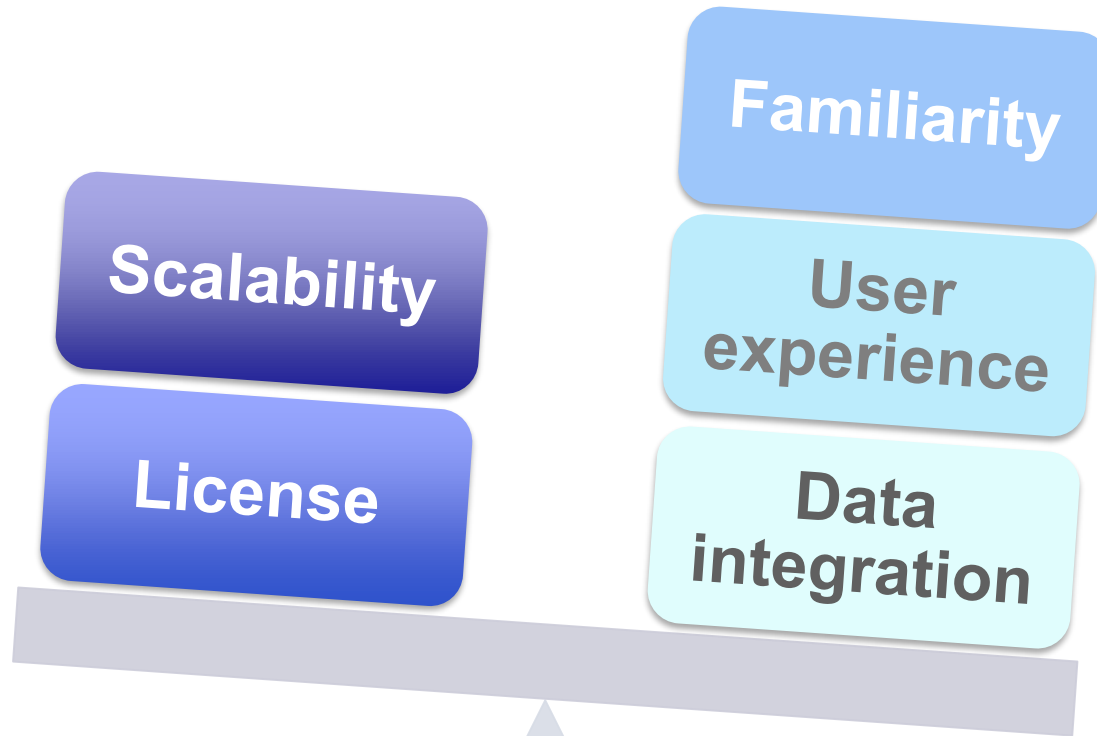 Scalability
License
Familiarity
User
experience
Data
integration